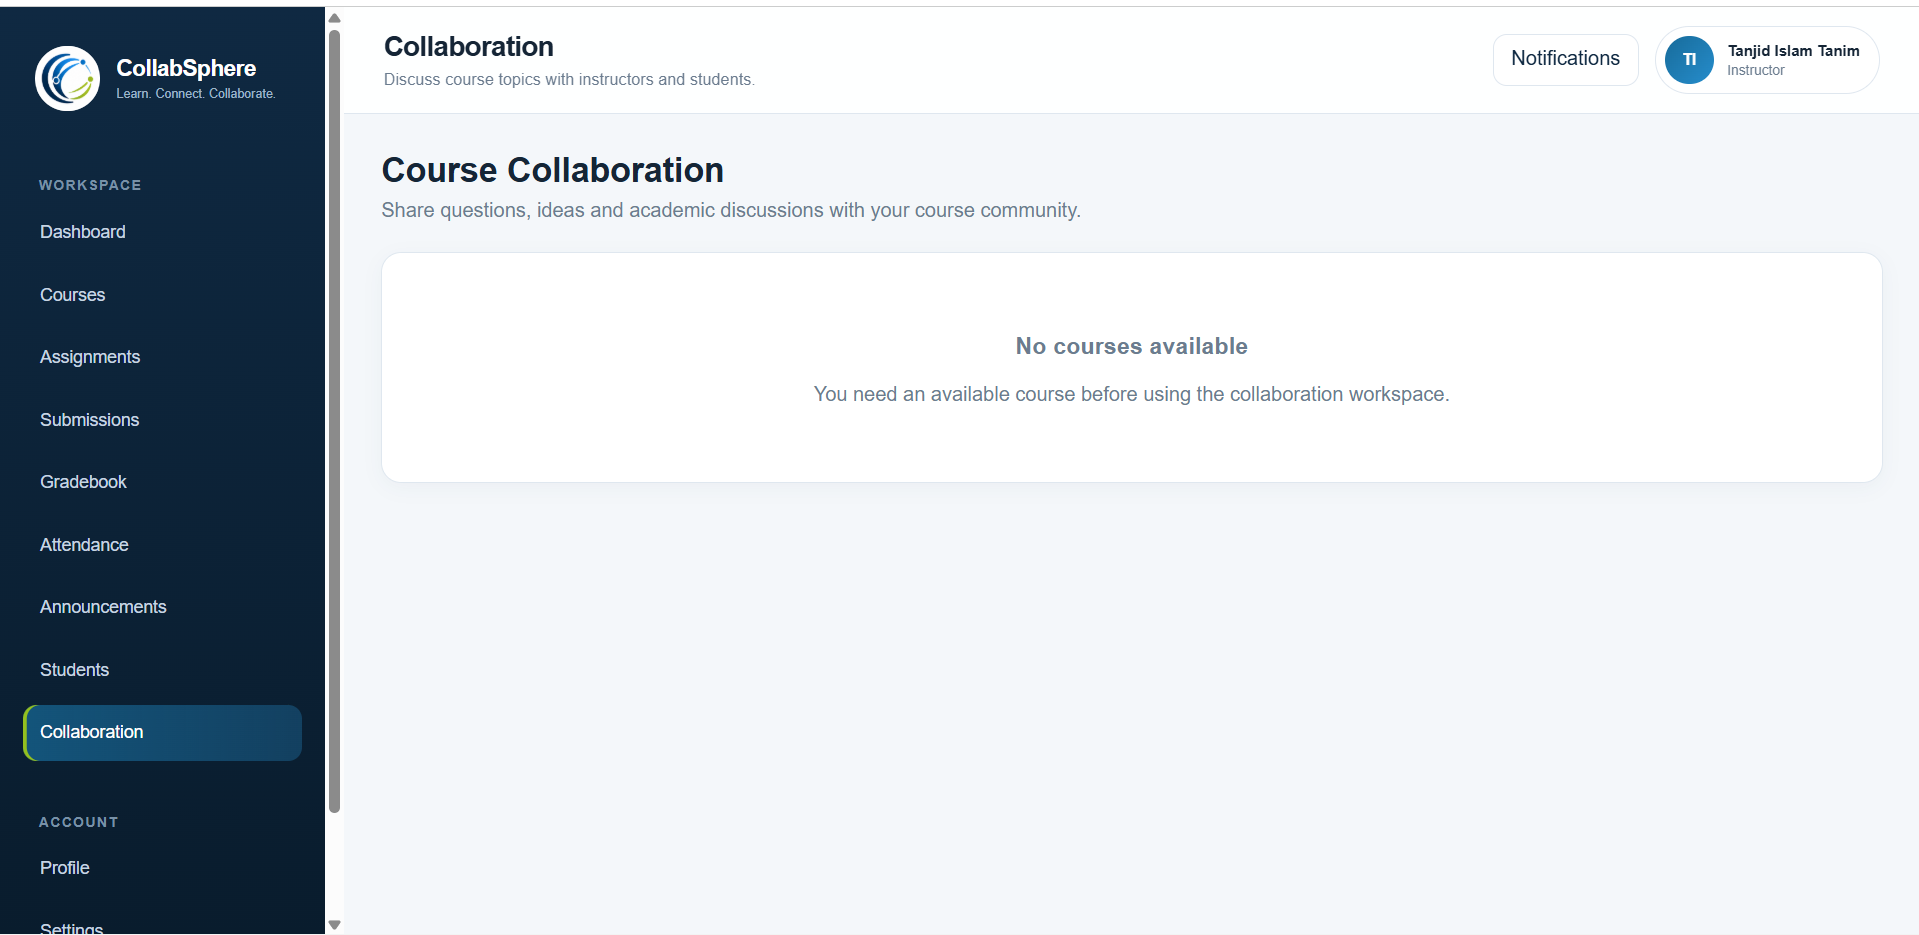 CollabSphere
Learn. Connect. Collaborate.
WORKSPACE
Dashboard
Courses
Assignments
Submissions
Gradebook
Attendance
Announcements
Students
Collaboration
ACCOUNT
Profile
Settings
Collaboration
Discuss course topics with instructors and students.
Notifications
TI
Tanjid Islam Tanim
Instructor
Course Collaboration
Share questions, ideas and academic discussions with your course community.
No courses available
You need an available course before using the collaboration workspace.